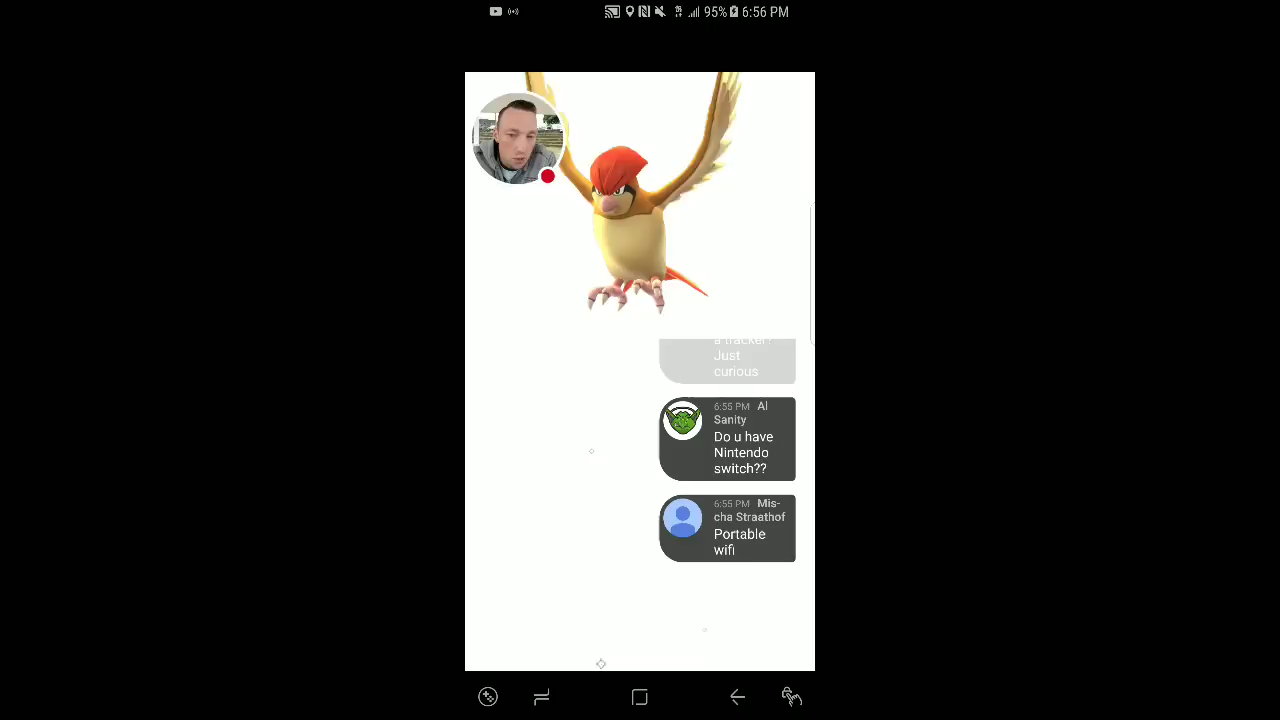 95% 6:56 PM
a tracker?
Just
curious
6:55 PM Al
Sanity
Do u have
Nintendo
switch??
6:55 PM Mis-
cha Straathof
Portable
wifi